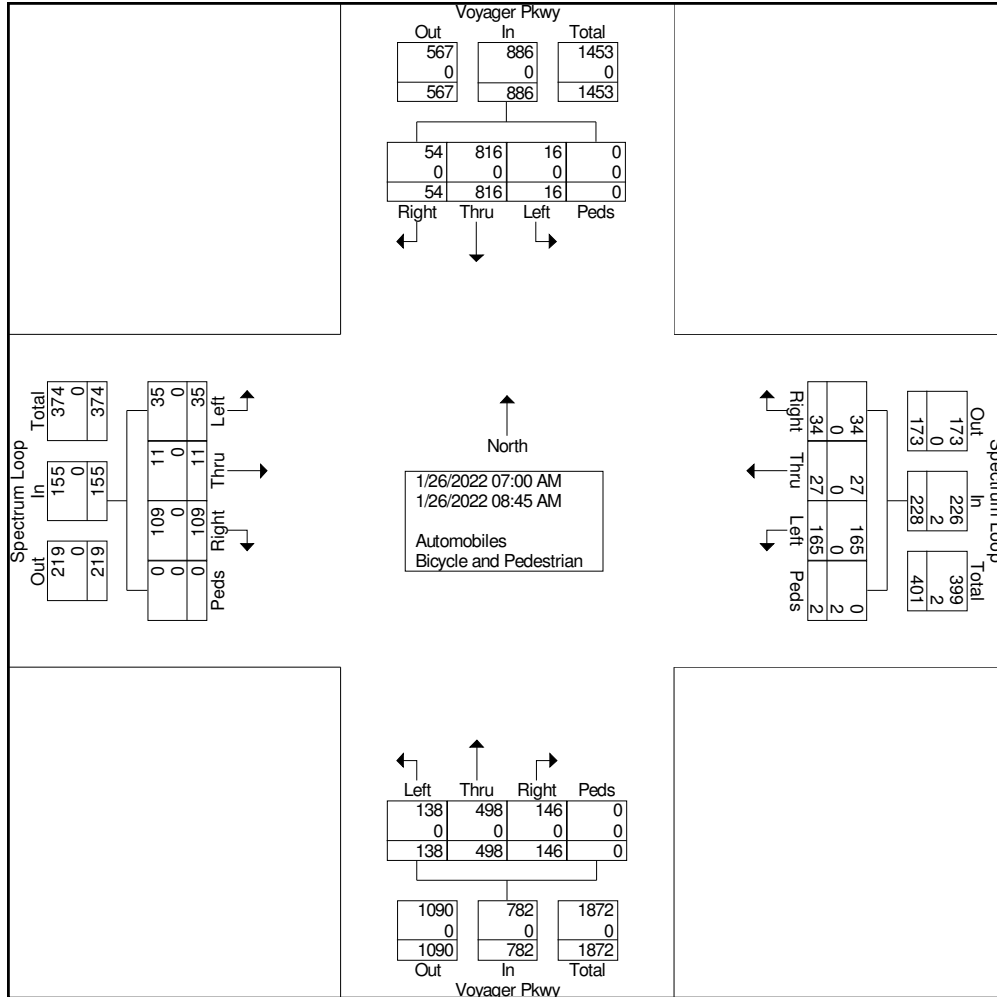 Voyager Pkwy
Out In Total
567 886 1453
0 0 0
567 886 1453
54 816 16 0
0 0 0 0
54 816 16 0
Right Thru Left Peds
Spectrum Loop
Total In Out
374 155 219
0 0 0
374 155 219
35 11 109 0
0 0 0 0
35 11 109 0
Left Thru Right Peds
North
1/26/2022 07:00 AM
1/26/2022 08:45 AM
Automobiles
Bicycle and Pedestrian
Right Thru Left Peds
34 27 165 0
0 0 0 2
34 27 165 2
Out In Total
173 226 399
0 2 2
173 228 401
Spectrum Loop
Left Thru Right Peds
138 498 146 0
0 0 0 0
138 498 146 0
1090 782 1872
0 0 0
1090 782 1872
Out In Total
Voyager Pkwy